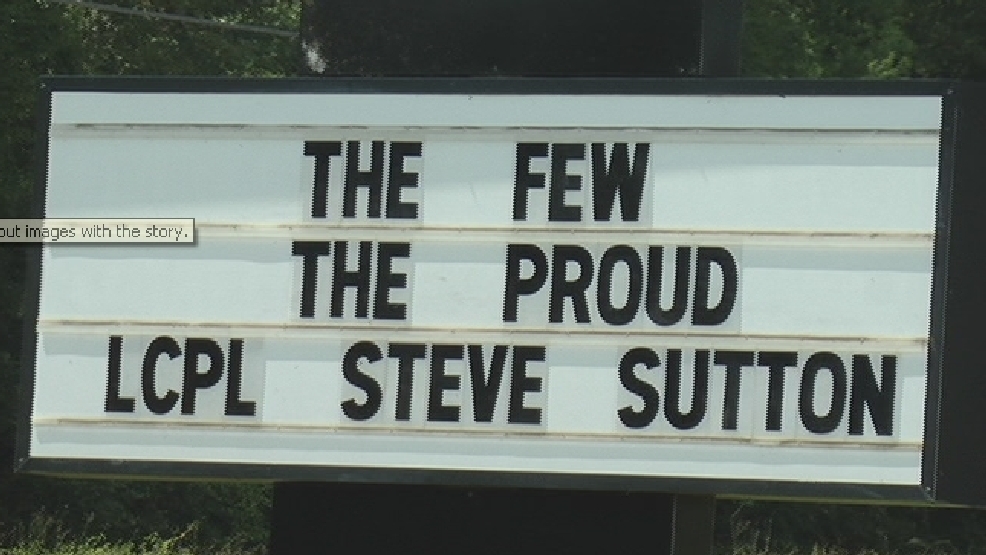 THE FEW
out images with the story.
THE PROUD
LCPL STEVE SUTTON